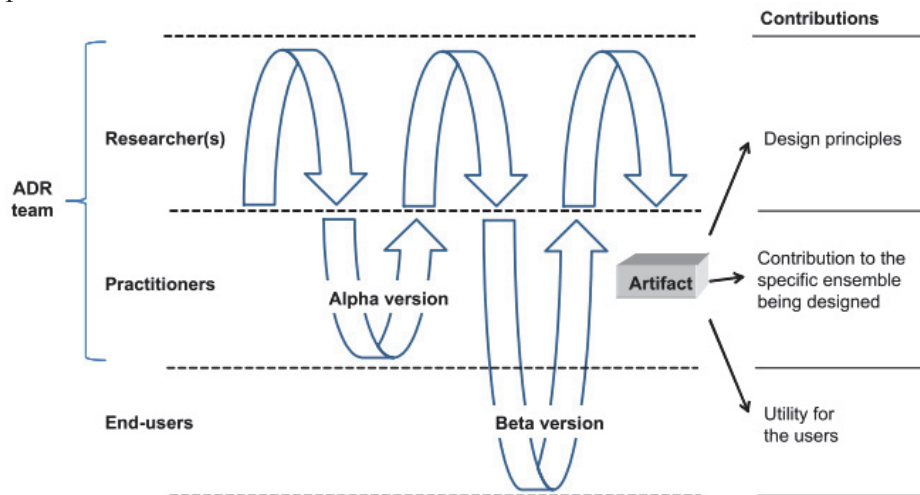 Contributions
Researcher(s)
Design principles
ADR
team
Practitioners
Alpha version
Artifact
Contribution to the
specific ensemble
being designed
End-users
Beta version
Utility for
the users